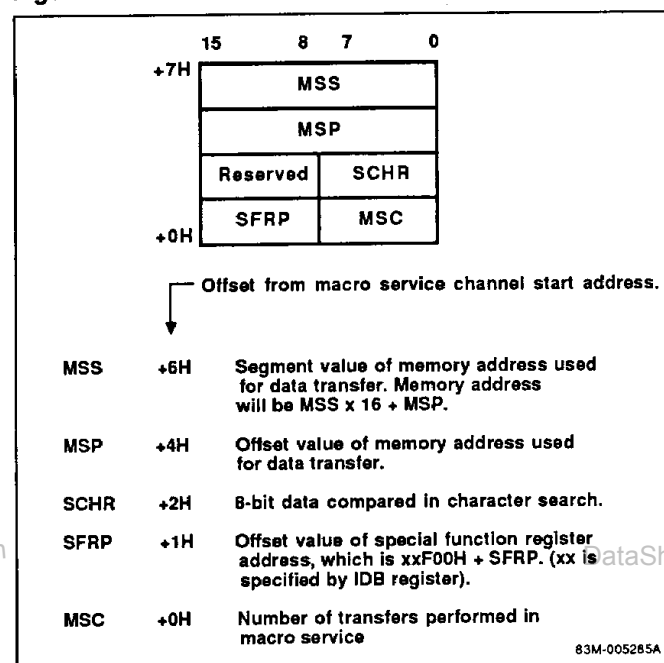 15 8 7 0
+7H MSS
MSP
Reserved SCHR
SFRP MSC
+0H
Offset from macro service channel start address.
MSS +6H Segment value of memory address used
for data transfer. Memory address
will be MSS x 16 + MSP.
MSP +4H Offset value of memory address used
for data transfer.
SCHR +2H 8-bit data compared in character search.
SFRP +1H Offset value of special function register
address, which is xxF00H + SFRP. (xx is
specified by IDB register).
DataSh
MSC +0H Number of transfers performed in
macro service
83M-005285A